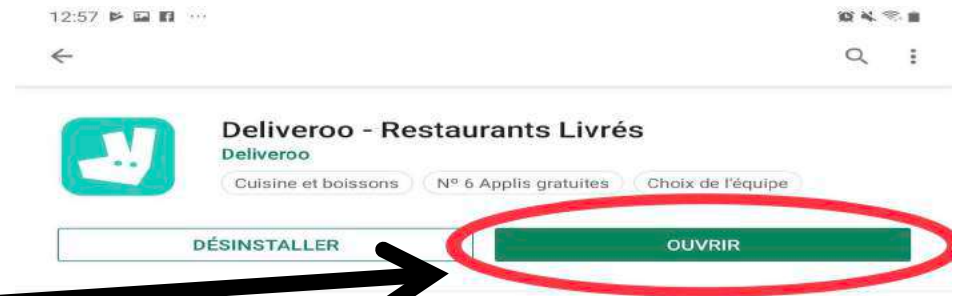 12:57
Deliveroo - Restaurants Livrés
Deliveroo
Cuisine et boissons Nº 6 Applis gratuites Choix de l'équipe
DÉSINSTALLER OUVRIR